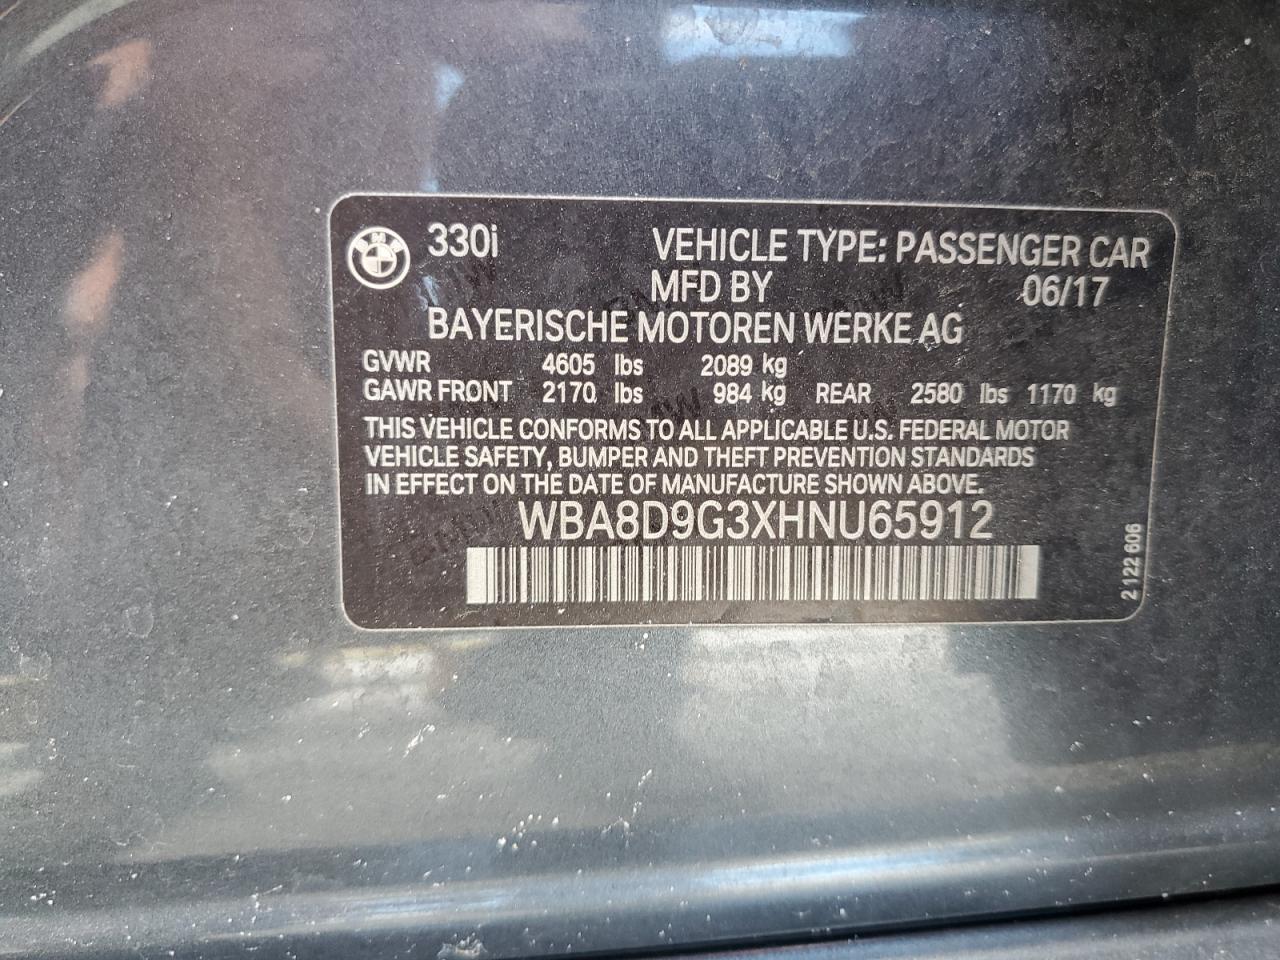 BMW 330i VEHICLE TYPE: PASSENGER CAR
MFD BY 06/17
BAYERISCHE MOTOREN WERKE AG
GVWR 4605 lbs 2089 kg
GAWR FRONT 2170 lbs 984 kg REAR 2580 lbs 1170 kg
THIS VEHICLE CONFORMS TO ALL APPLICABLE U.S. FEDERAL MOTOR
VEHICLE SAFETY, BUMPER AND THEFT PREVENTION STANDARDS
IN EFFECT ON THE DATE OF MANUFACTURE SHOWN ABOVE.
WBA8D9G3XHNU65912
2 122 606